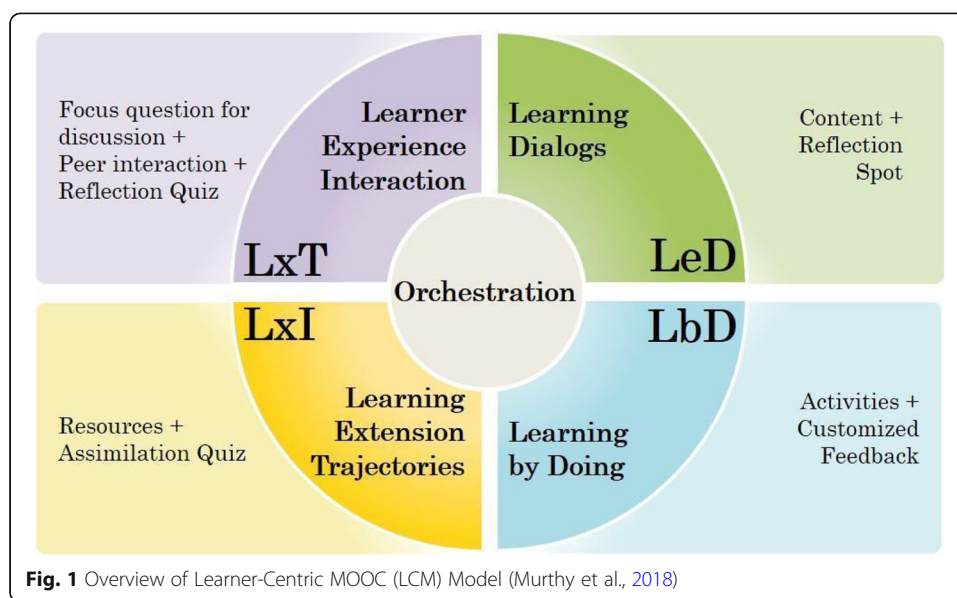 Focus question for
discussion +
Peer interaction +
Reflection Quiz
Learner
Experience
Interaction
LxT
Learning
Dialogs
LeD
Content +
Reflection
Spot
Orchestration
LxI
Learning
Extension
Trajectories
Resources +
Assimilation Quiz
LbD
Learning
by Doing
Activities +
Customized
Feedback
Fig. 1 Overview of Learner-Centric MOOC (LCM) Model (Murthy et al., 2018)